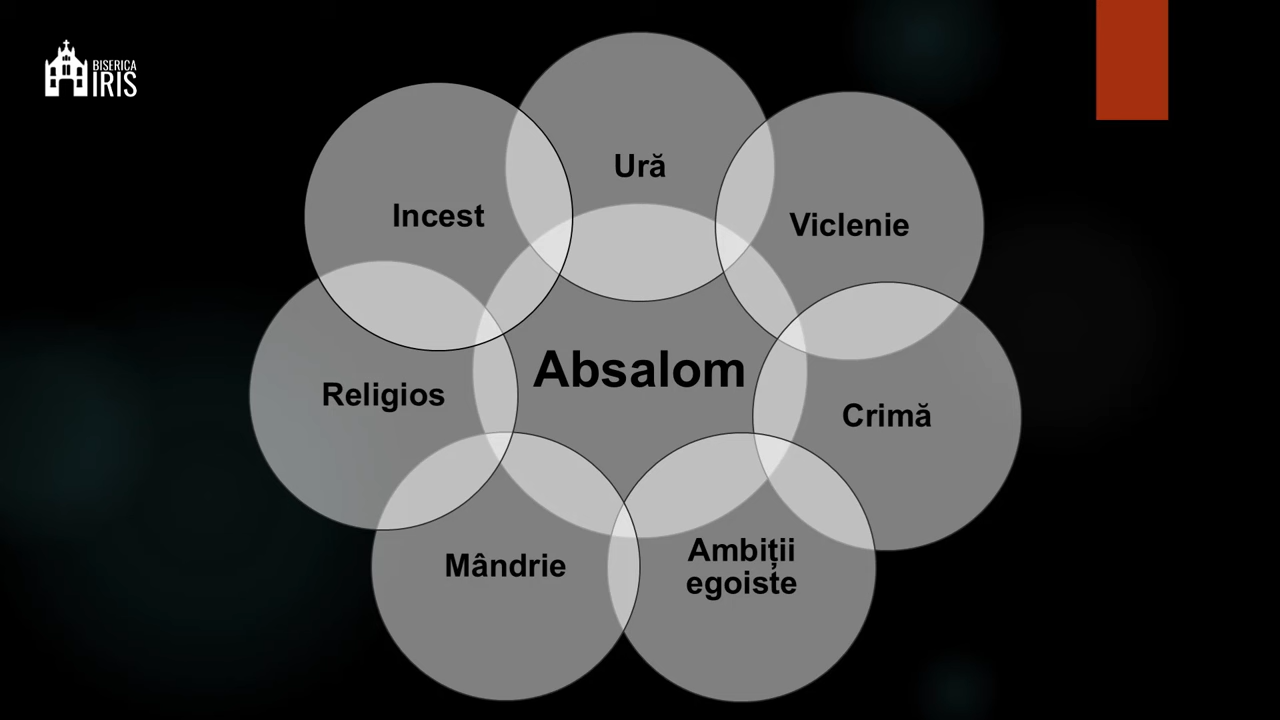 BISERICA
IRIS
Ură
Viclenie
Incest
Absalom
Religios
Crimă
Mândrie
Ambiții
egoiste